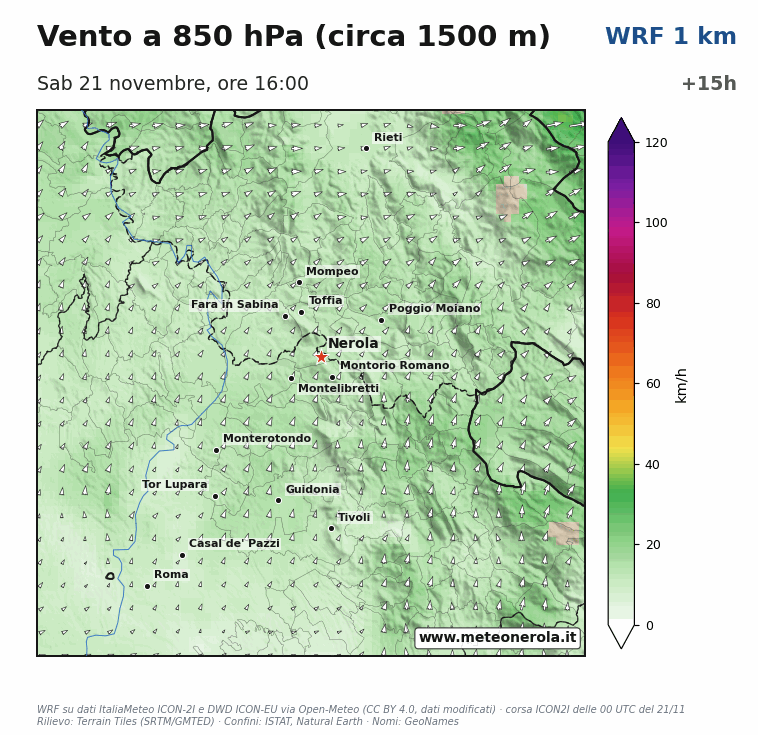 Vento a 850 hPa (circa 1500 m)
WRF 1 km
Sab 21 novembre, ore 16:00
+15h
Rieti
Mompeo
Fara in Sabina
Toffia
Poggio Moiano
Nerola
Montorio Romano
Montelibretti
Monterotondo
Tor Lupara
Guidonia
Tivoli
Casal de' Pazzi
Roma
www.meteonerola.it
120
100
80
60
40
20
0
km/h
WRF su dati ItaliaMeteo ICON-2I e DWD ICON-EU via Open-Meteo (CC BY 4.0, dati modificati) · corsa ICON2I delle 00 UTC del 21/11
Rilievo: Terrain Tiles (SRTM/GMTED) · Confini: ISTAT, Natural Earth · Nomi: GeoNames